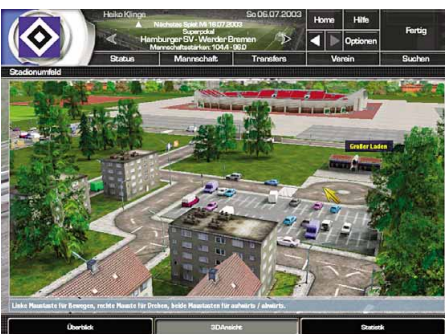 Heiko Klinge
So 06.07.2003
Nächstes Spiel: Mi 16.07.2003
Superpokal
Hamburger SV - Werder Bremen
Mannschaftstärken: 104.4 - 96.0
Home
Hilfe
Optionen
Fertig
Status
Mannschaft
Transfers
Verein
Suchen
Stadionumfeld
Großer Laden
Linke Maustaste für Bewegen, rechte Mauste für Drehen, beide Maustasten für aufwärts / abwärts.
Überblick
3D Ansicht
Statistik